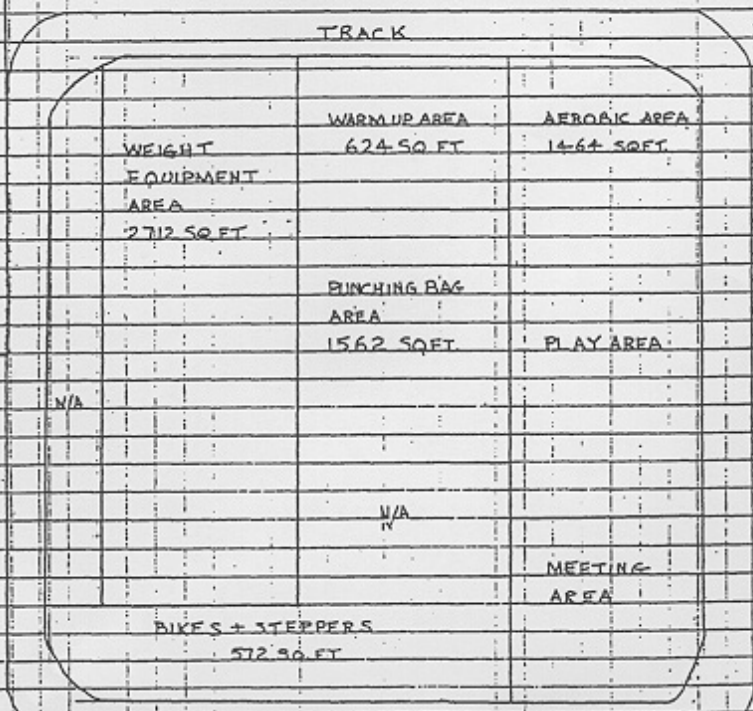 TRACK
WEIGHT
EQUIPMENT
AREA
2712 SQ FT
WARM UP AREA
624 SQ FT
AEROBIC AREA
1464 SQFT
PUNCHING BAG
AREA
1562 SQFT
PLAY AREA
N/A
N/A
MEETING
AREA
BIKES + STEPPERS
572 SQ FT